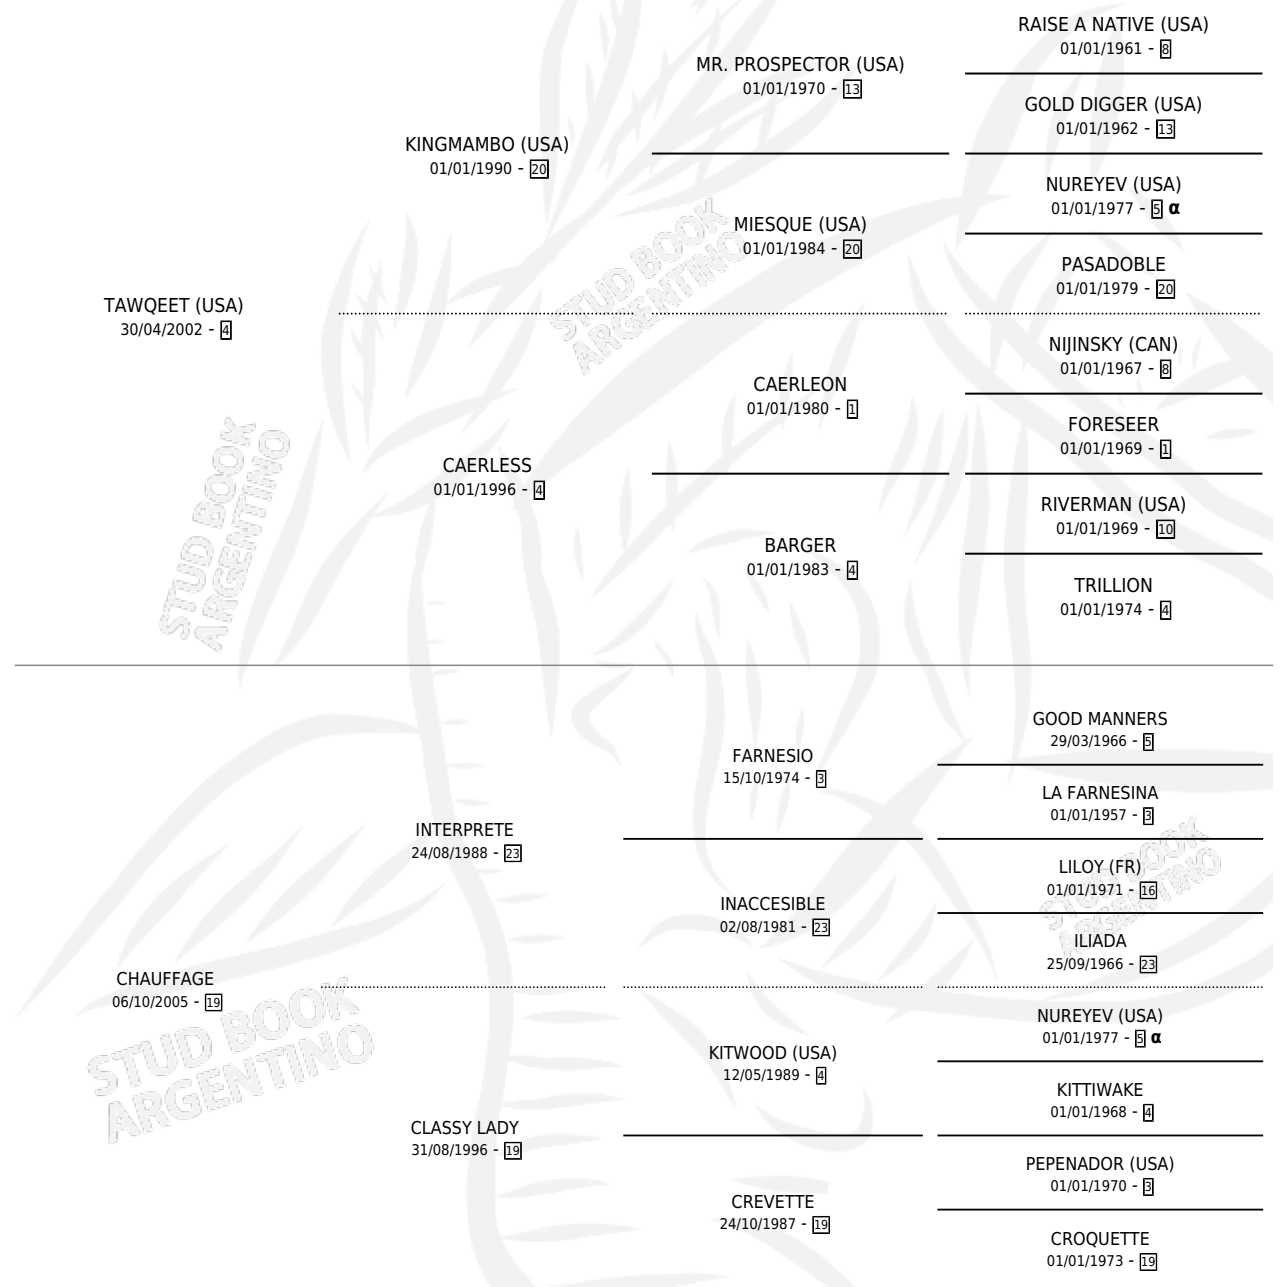 RAISE A NATIVE (USA)
01/01/1961 - 8
MR. PROSPECTOR (USA)
01/01/1970 - 13
GOLD DIGGER (USA)
01/01/1962 - 13
KINGMAMBO (USA)
01/01/1990 - 20
NUREYEV (USA)
01/01/1977 - 5 α
MIESQUE (USA)
01/01/1984 - 20
PASADOBLE
01/01/1979 - 20
TAWQEET (USA)
30/04/2002 - 4
NIJINSKY (CAN)
01/01/1967 - 8
CAERLEON
01/01/1980 - 1
FORESEER
01/01/1969 - 1
CAERLESS
01/01/1996 - 4
RIVERMAN (USA)
01/01/1969 - 10
BARGER
01/01/1983 - 4
TRILLION
01/01/1974 - 4
GOOD MANNERS
29/03/1966 - 5
FARNESIO
15/10/1974 - 3
LA FARNESINA
01/01/1957 - 3
INTERPRETE
24/08/1988 - 23
LILOY (FR)
01/01/1971 - 16
INACCESIBLE
02/08/1981 - 23
ILIADA
25/09/1966 - 23
CHAUFFAGE
06/10/2005 - 19
NUREYEV (USA)
01/01/1977 - 5 α
KITWOOD (USA)
12/05/1989 - 4
KITTIWAKE
01/01/1968 - 4
CLASSY LADY
31/08/1996 - 19
PEPENADOR (USA)
01/01/1970 - 3
CREVETTE
24/10/1987 - 19
CROQUETTE
01/01/1973 - 19
STUD BOOK
ARGENTINO
STUD BOOK
ARGENTINO
STUD BOOK
ARGENTINO
STUD BOOK
ARGENTINO